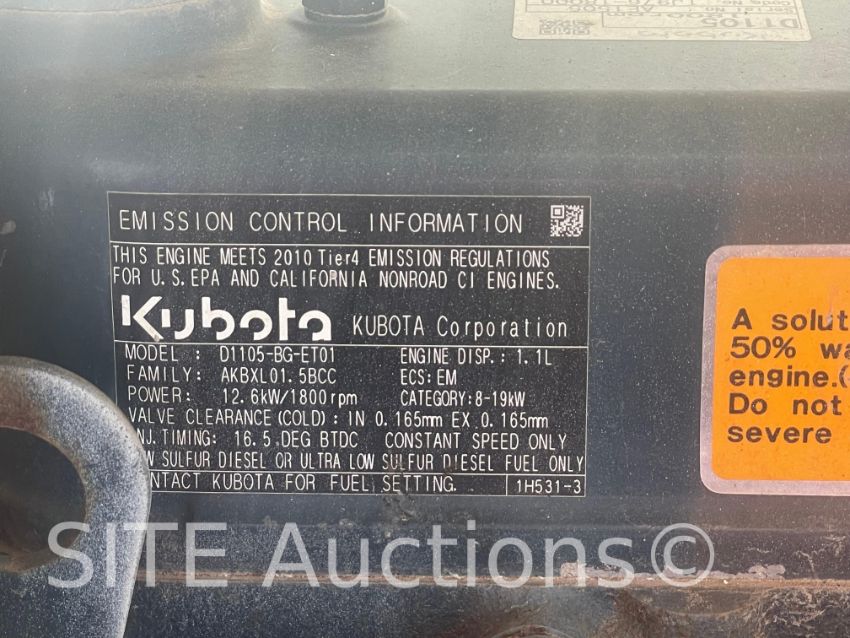 D1105
EMISSION CONTROL INFORMATION
THIS ENGINE MEETS 2010 Tier4 EMISSION REGULATIONS
FOR U.S.EPA AND CALIFORNIA NONROAD CI ENGINES.
Kubota KUBOTA Corporation
MODEL : D1105-BG-ET01 ENGINE DISP.: 1.1L
FAMILY: AKBXL01.5BCC ECS: EM
POWER: 12.6kW/1800rpm CATEGORY: 8-19kW
VALVE CLEARANCE (COLD) : IN 0.165mm EX 0.165mm
NJ. TIMING: 16.5 DEG BTDC CONSTANT SPEED ONLY
W SULFUR DIESEL OR ULTRA LOW SULFUR DIESEL FUEL ONLY
ONTACT KUBOTA FOR FUEL SETTING. 1H531-3
A solut
50% wa
engine.(
Do not
severe
SITE Auctions©